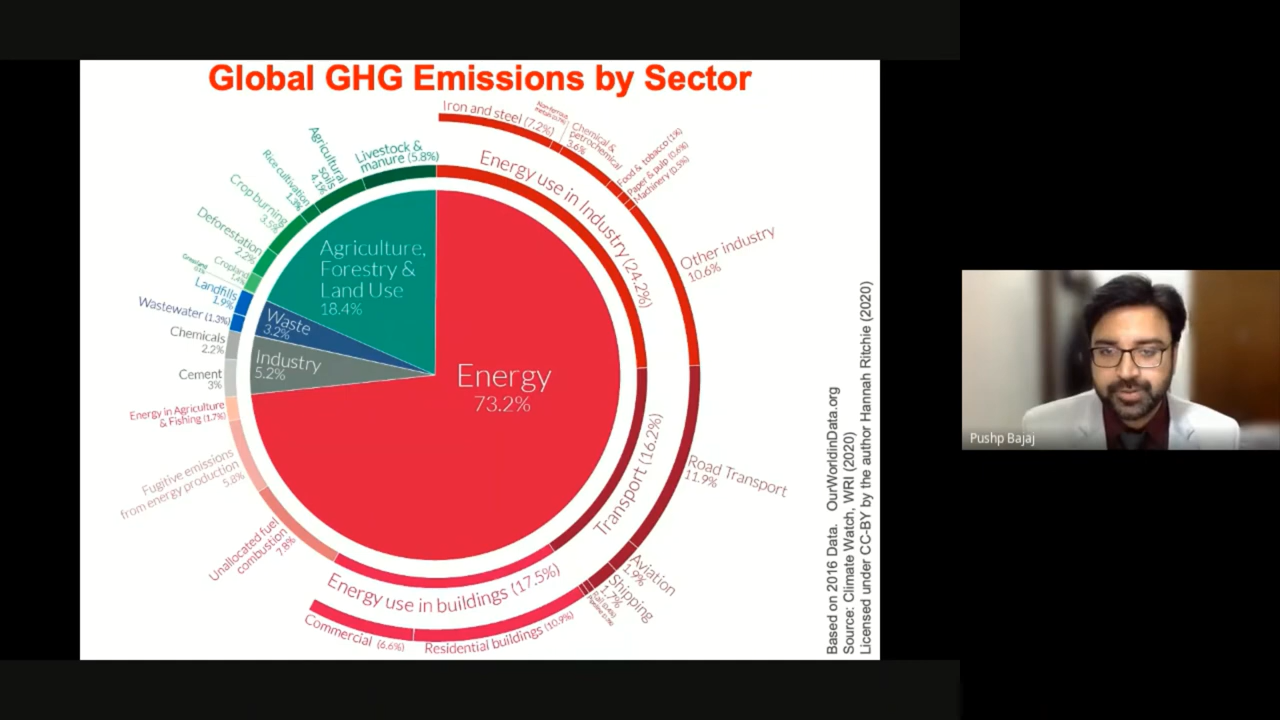 Global GHG Emissions by Sector
Iron and steel (7.2%)
Chemical &
petrochemical
3.6%
Food & tobacco (1%)
Paper & pulp (0.6%)
Machinery (0.5%)
Energy use in Industry (24.2%)
Other industry
10.6%
Transport (16.2%)
Road Transport
11.9%
Aviation
1.9%
Shipping
1.7%
Energy use in buildings (17.5%)
Residential buildings (10.9%)
Commercial (6.6%)
Unallocated fuel
combustion
7.8%
Fugitive emissions
from energy production
5.8%
Energy in Agriculture
& Fishing (1.7%)
Cement
3%
Chemicals
2.2%
Wastewater (1.3%)
Landfills
1.9%
Cropland
1.4%
Deforestation
2.2%
Crop burning
3.5%
Rice cultivation
1.3%
Agricultural
soils
4.1%
Livestock &
manure (5.8%)
Agriculture,
Forestry &
Land Use
18.4%
Waste
3.2%
Industry
5.2%
Energy
73.2%
Based on 2016 Data. OurWorldinData.org
Source: Climate Watch, WRI (2020)
Licensed under CC-BY by the author Hannah Ritchie (2020)
Pushp Bajaj